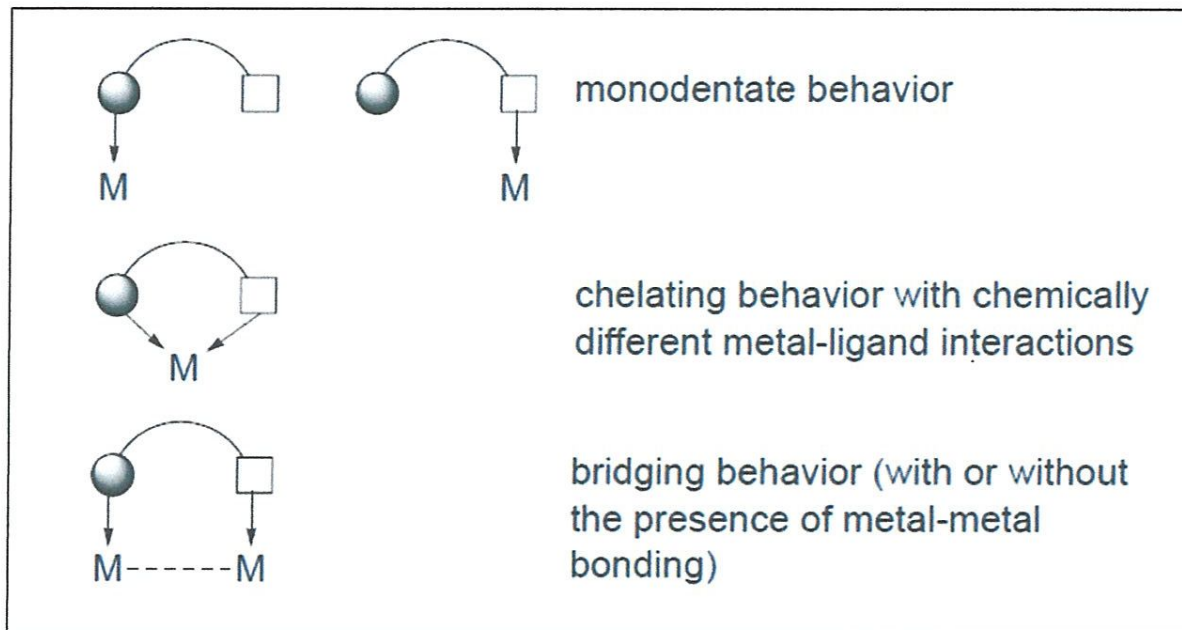 monodentate behavior
M
M
chelating behavior with chemically
different metal-ligand interactions
M
bridging behavior (with or without
the presence of metal-metal
bonding)
M
M